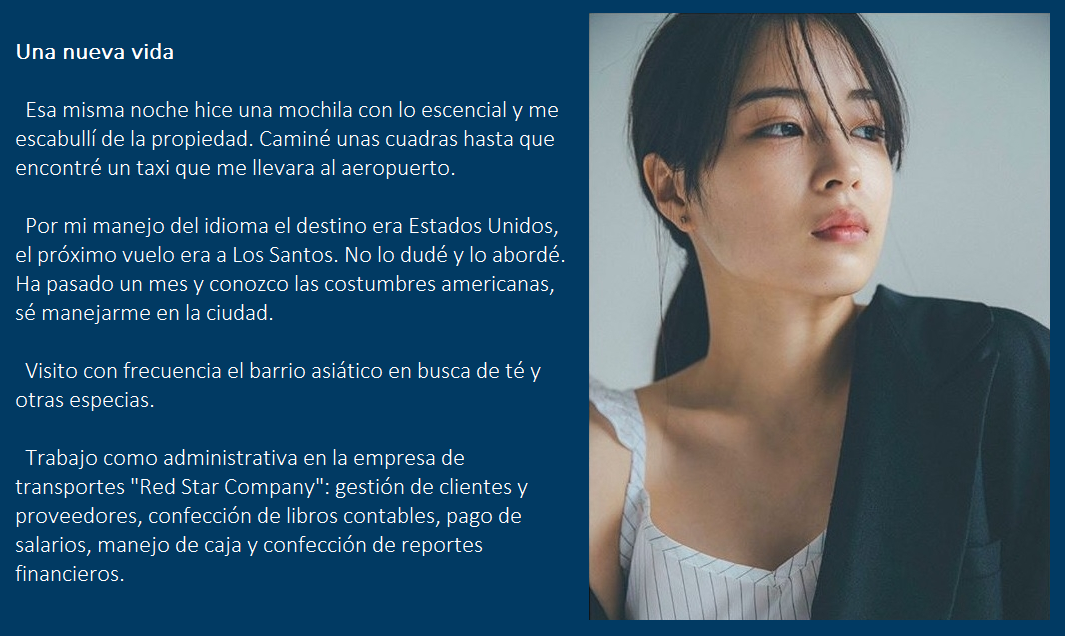 Una nueva vida
Esa misma noche hice una mochila con lo escencial y me
escabullí de la propiedad. Caminé unas cuadras hasta que
encontré un taxi que me llevara al aeropuerto.
Por mi manejo del idioma el destino era Estados Unidos,
el próximo vuelo era a Los Santos. No lo dudé y lo abordé.
Ha pasado un mes y conozco las costumbres americanas,
sé manejarme en la ciudad.
Visito con frecuencia el barrio asiático en busca de té y
otras especias.
Trabajo como administrativa en la empresa de
transportes "Red Star Company": gestión de clientes y
proveedores, confección de libros contables, pago de
salarios, manejo de caja y confección de reportes
financieros.